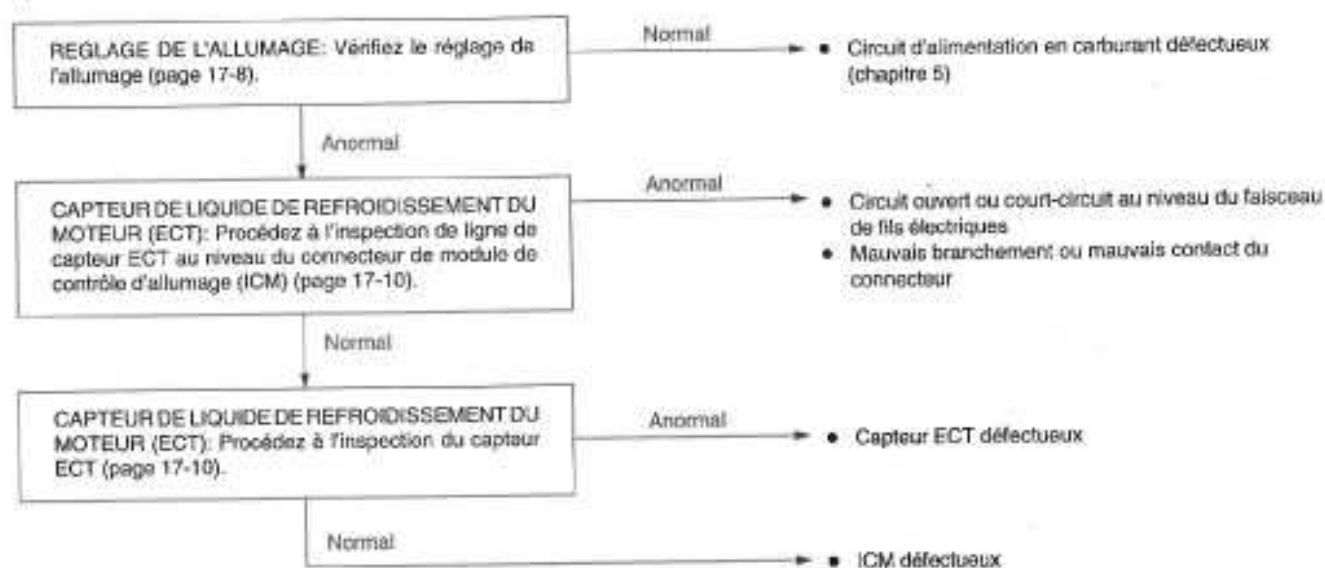 REGLAGE DE L'ALLUMAGE: Vérifiez le réglage de
l'allumage (page 17-8).
Normal
• Circuit d'alimentation en carburant défectueux
(chapitre 5)
Anormal
CAPTEUR DE LIQUIDE DE REFROIDISSEMENT DU
MOTEUR (ECT): Procédez à l'inspection de ligne de
capteur ECT au niveau du connecteur de module de
contrôle d'allumage (ICM) (page 17-10).
Anormal
• Circuit ouvert ou court-circuit au niveau du faisceau
de fils électriques
• Mauvais branchement ou mauvais contact du
connecteur
Normal
CAPTEUR DE LIQUIDE DE REFROIDISSEMENT DU
MOTEUR (ECT): Procédez à l'inspection du capteur
ECT (page 17-10).
Anormal
• Capteur ECT défectueux
Normal
• ICM défectueux